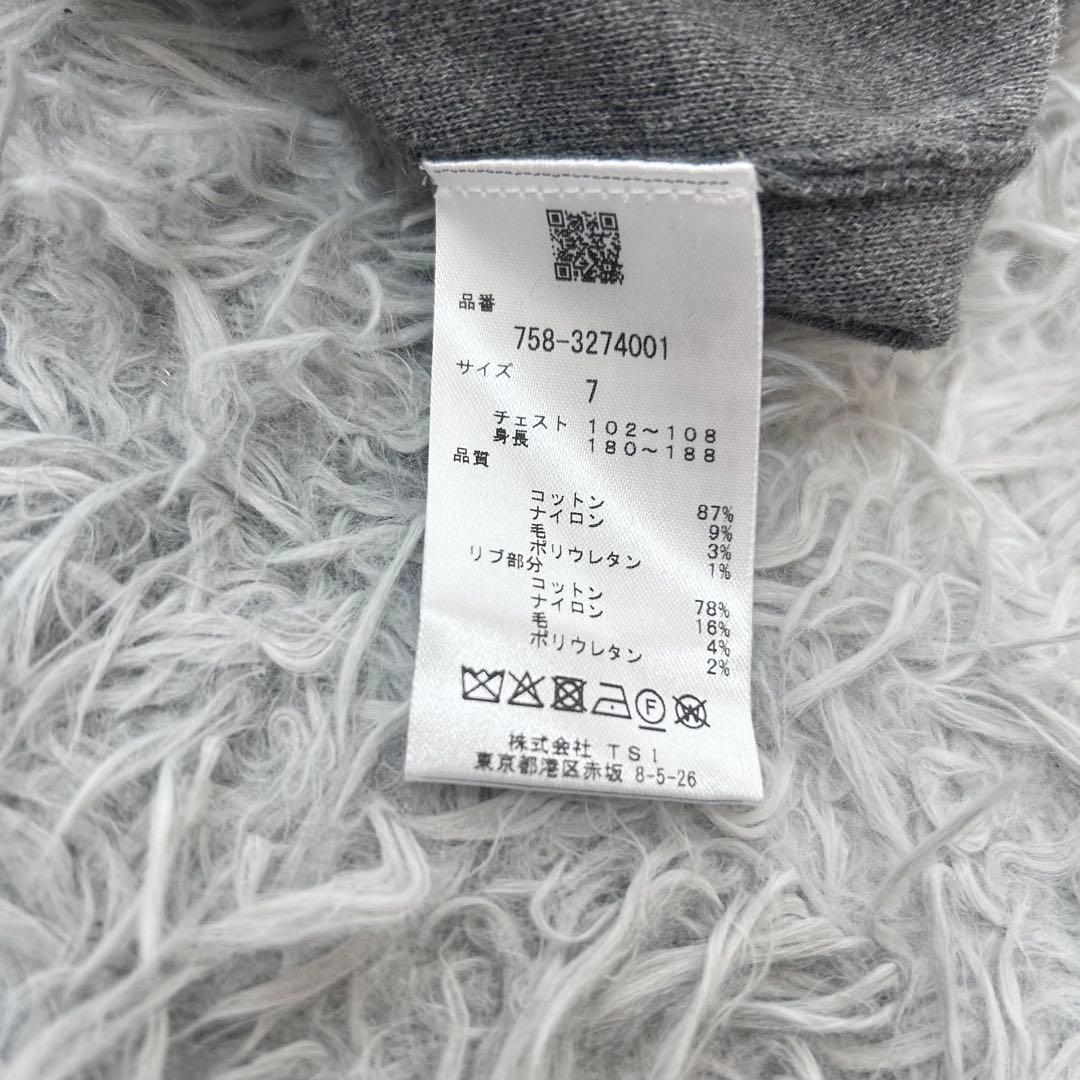 品番
758-3274001
サイズ
7
チェスト 102～108
身長 180～188
品質
コットン 87%
ナイロン 9%
毛 3%
ポリウレタン 1%
リブ部分
コットン 78%
ナイロン 16%
毛 4%
ポリウレタン 2%
F
W
株式会社 TSI
東京都港区赤坂 8-5-26